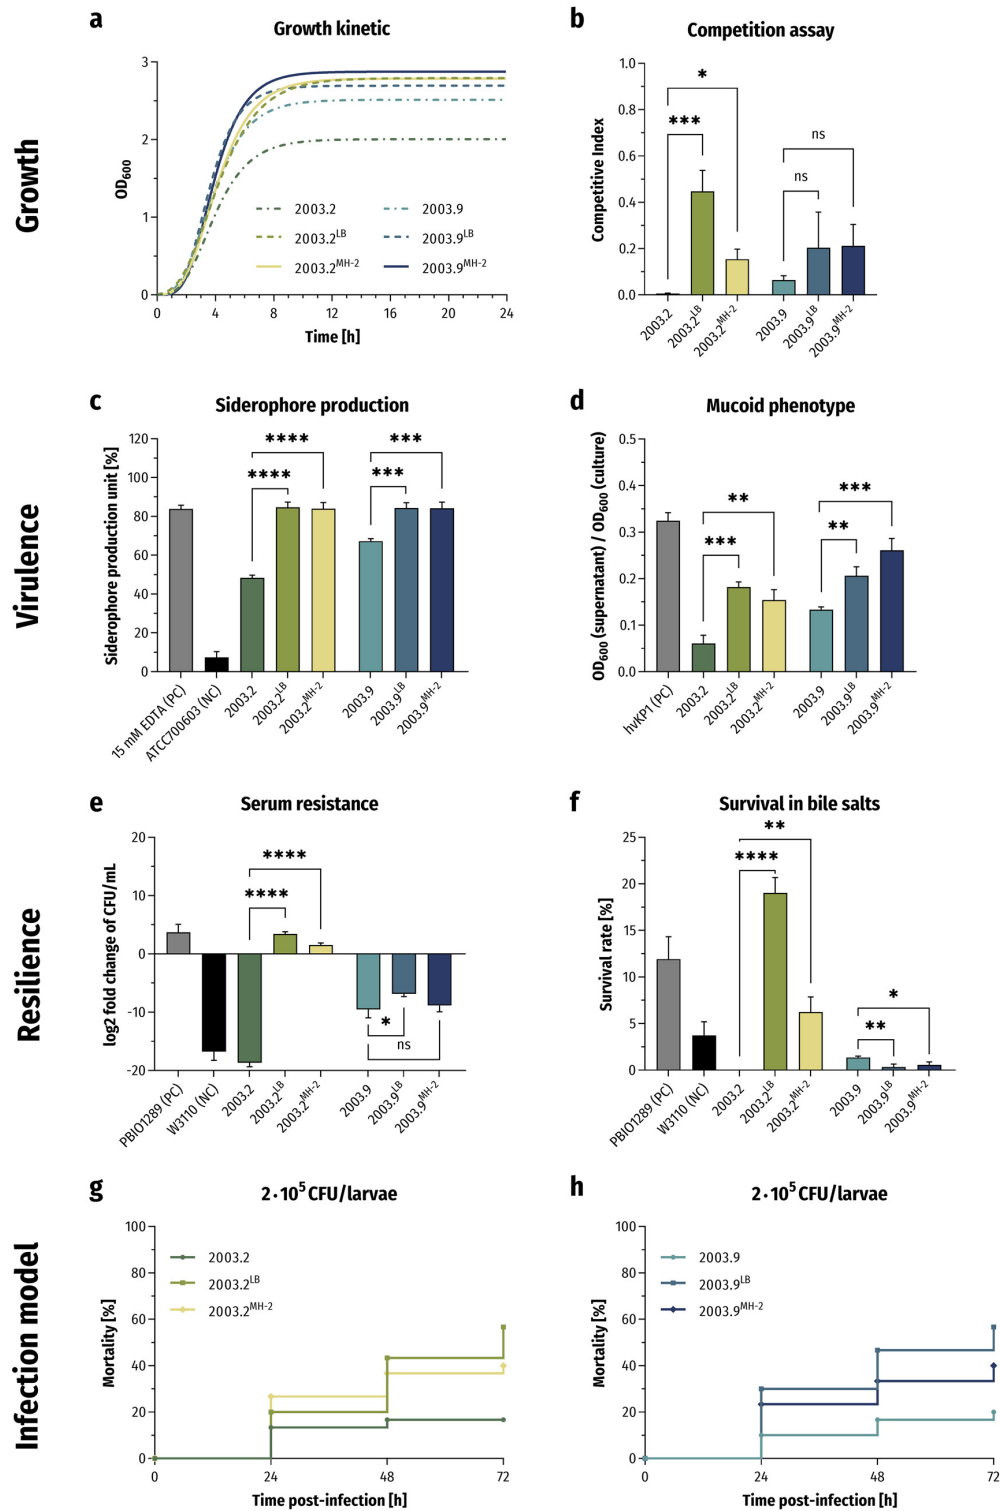 Growth
a
Growth kinetic
OD600
3
2
1
0
2003.2
2003.2LB
2003.2MH-2
2003.9
2003.9LB
2003.9MH-2
0 4 8 12 16 20 24
Time [h]
b
Competition assay
Competitive Index
1.0
0.8
0.6
0.4
0.2
0.0
*
***
ns
ns
2003.2
2003.2LB
2003.2MH-2
2003.9
2003.9LB
2003.9MH-2
Virulence
c
Siderophore production
Siderophore production unit [%]
120
100
80
60
40
20
0
****
****
***
***
15 mM EDTA (PC)
ATCC700603 (NC)
2003.2
2003.2LB
2003.2MH-2
2003.9
2003.9LB
2003.9MH-2
d
Mucoid phenotype
OD600 (supernatant) / OD600 (culture)
0.5
0.4
0.3
0.2
0.1
0.0
**
***
***
**
hvKP1 (PC)
2003.2
2003.2LB
2003.2MH-2
2003.9
2003.9LB
2003.9MH-2
Resilience
e
Serum resistance
log2 fold change of CFU/mL
20
10
0
-10
-20
****
****
*
ns
PBIO1289 (PC)
W3110 (NC)
2003.2
2003.2LB
2003.2MH-2
2003.9
2003.9LB
2003.9MH-2
f
Survival in bile salts
Survival rate [%]
25
20
15
10
5
0
**
****
*
**
PBIO1289 (PC)
W3110 (NC)
2003.2
2003.2LB
2003.2MH-2
2003.9
2003.9LB
2003.9MH-2
Infection model
g
2·10⁵ CFU/larvae
Mortality [%]
100
80
60
40
20
0
2003.2
2003.2LB
2003.2MH-2
0 24 48 72
Time post-infection [h]
h
2·10⁵ CFU/larvae
Mortality [%]
100
80
60
40
20
0
2003.9
2003.9LB
2003.9MH-2
0 24 48 72
Time post-infection [h]